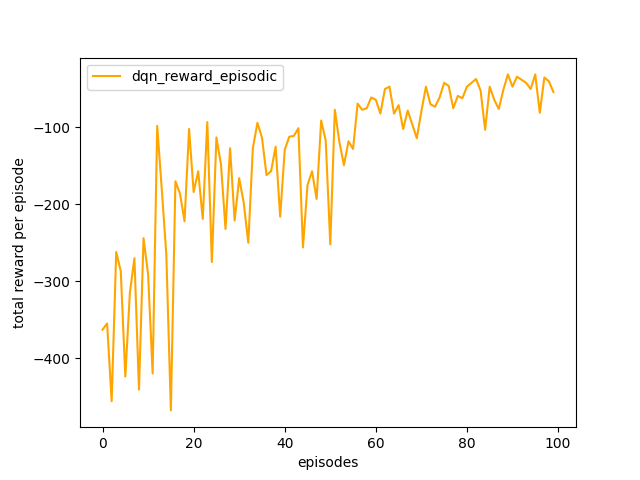 dqn_reward_episodic
total reward per episode
−100
−200
−300
−400
0 20 40 60 80 100
episodes